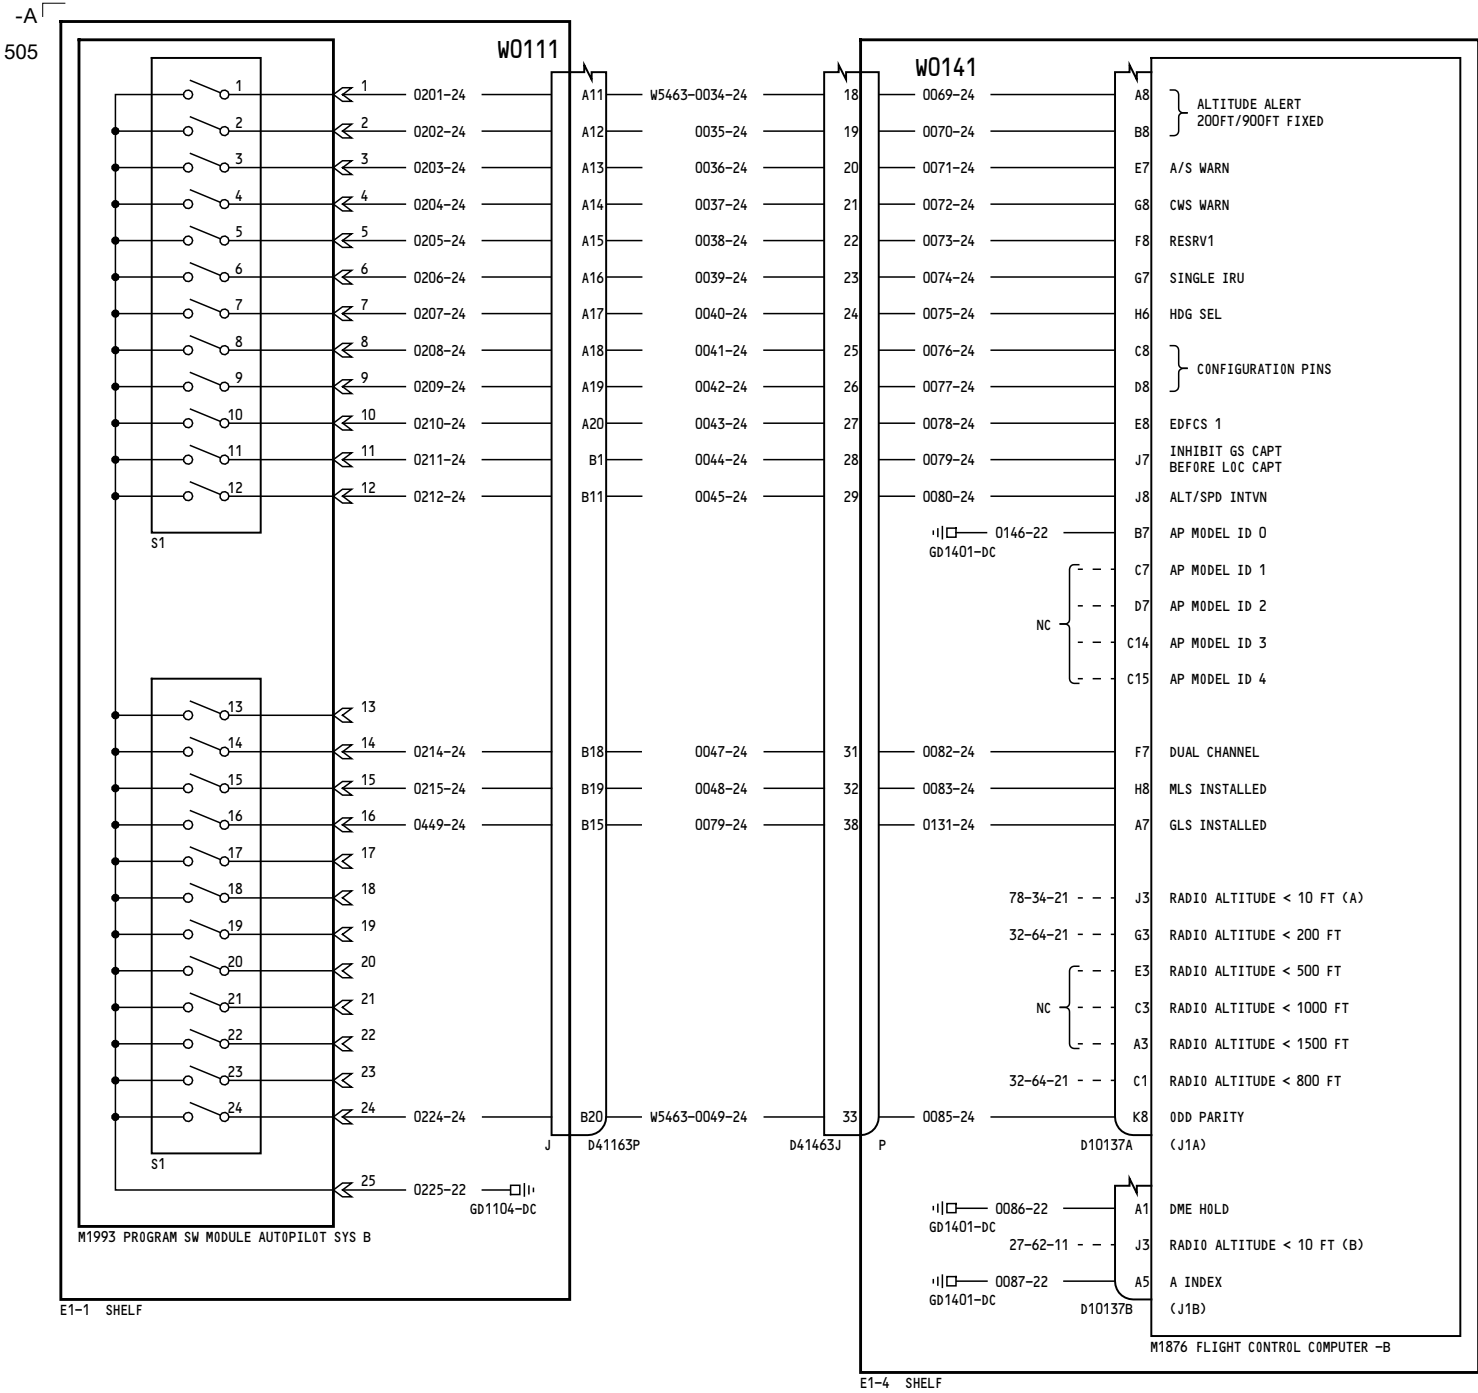 -A
505
W0111
W0141
1 1 0201-24 A11 W5463-0034-24 18 0069-24 A8
ALTITUDE ALERT
200FT/900FT FIXED
2 2 0202-24 A12 0035-24 19 0070-24 B8
3 3 0203-24 A13 0036-24 20 0071-24 E7 A/S WARN
4 4 0204-24 A14 0037-24 21 0072-24 G8 CWS WARN
5 5 0205-24 A15 0038-24 22 0073-24 F8 RESRV1
6 6 0206-24 A16 0039-24 23 0074-24 G7 SINGLE IRU
7 7 0207-24 A17 0040-24 24 0075-24 H6 HDG SEL
8 8 0208-24 A18 0041-24 25 0076-24 C8
CONFIGURATION PINS
9 9 0209-24 A19 0042-24 26 0077-24 D8
10 10 0210-24 A20 0043-24 27 0078-24 E8 EDFCS 1
11 11 0211-24 B1 0044-24 28 0079-24 J7 INHIBIT GS CAPT
BEFORE LOC CAPT
12 12 0212-24 B11 0045-24 29 0080-24 J8 ALT/SPD INTVN
S1
0146-22 B7 AP MODEL ID 0
GD1401-DC
C7 AP MODEL ID 1
D7 AP MODEL ID 2
NC
C14 AP MODEL ID 3
C15 AP MODEL ID 4
13 13
14 14 0214-24 B18 0047-24 31 0082-24 F7 DUAL CHANNEL
15 15 0215-24 B19 0048-24 32 0083-24 H8 MLS INSTALLED
16 16 0449-24 B15 0079-24 38 0131-24 A7 GLS INSTALLED
17 17
18 18 78-34-21 J3 RADIO ALTITUDE < 10 FT (A)
19 19 32-64-21 G3 RADIO ALTITUDE < 200 FT
20 20 E3 RADIO ALTITUDE < 500 FT
21 21 NC C3 RADIO ALTITUDE < 1000 FT
22 22 A3 RADIO ALTITUDE < 1500 FT
23 23 32-64-21 C1 RADIO ALTITUDE < 800 FT
24 24 0224-24 B20 W5463-0049-24 33 0085-24 K8 ODD PARITY
J D41163P D41463J P D10137A (J1A)
S1
25 0225-22
GD1104-DC
0086-22 A1 DME HOLD
GD1401-DC
27-62-11 J3 RADIO ALTITUDE < 10 FT (B)
0087-22 A5 A INDEX
GD1401-DC
D10137B (J1B)
M1993 PROGRAM SW MODULE AUTOPILOT SYS B
E1-1 SHELF
M1876 FLIGHT CONTROL COMPUTER -B
E1-4 SHELF